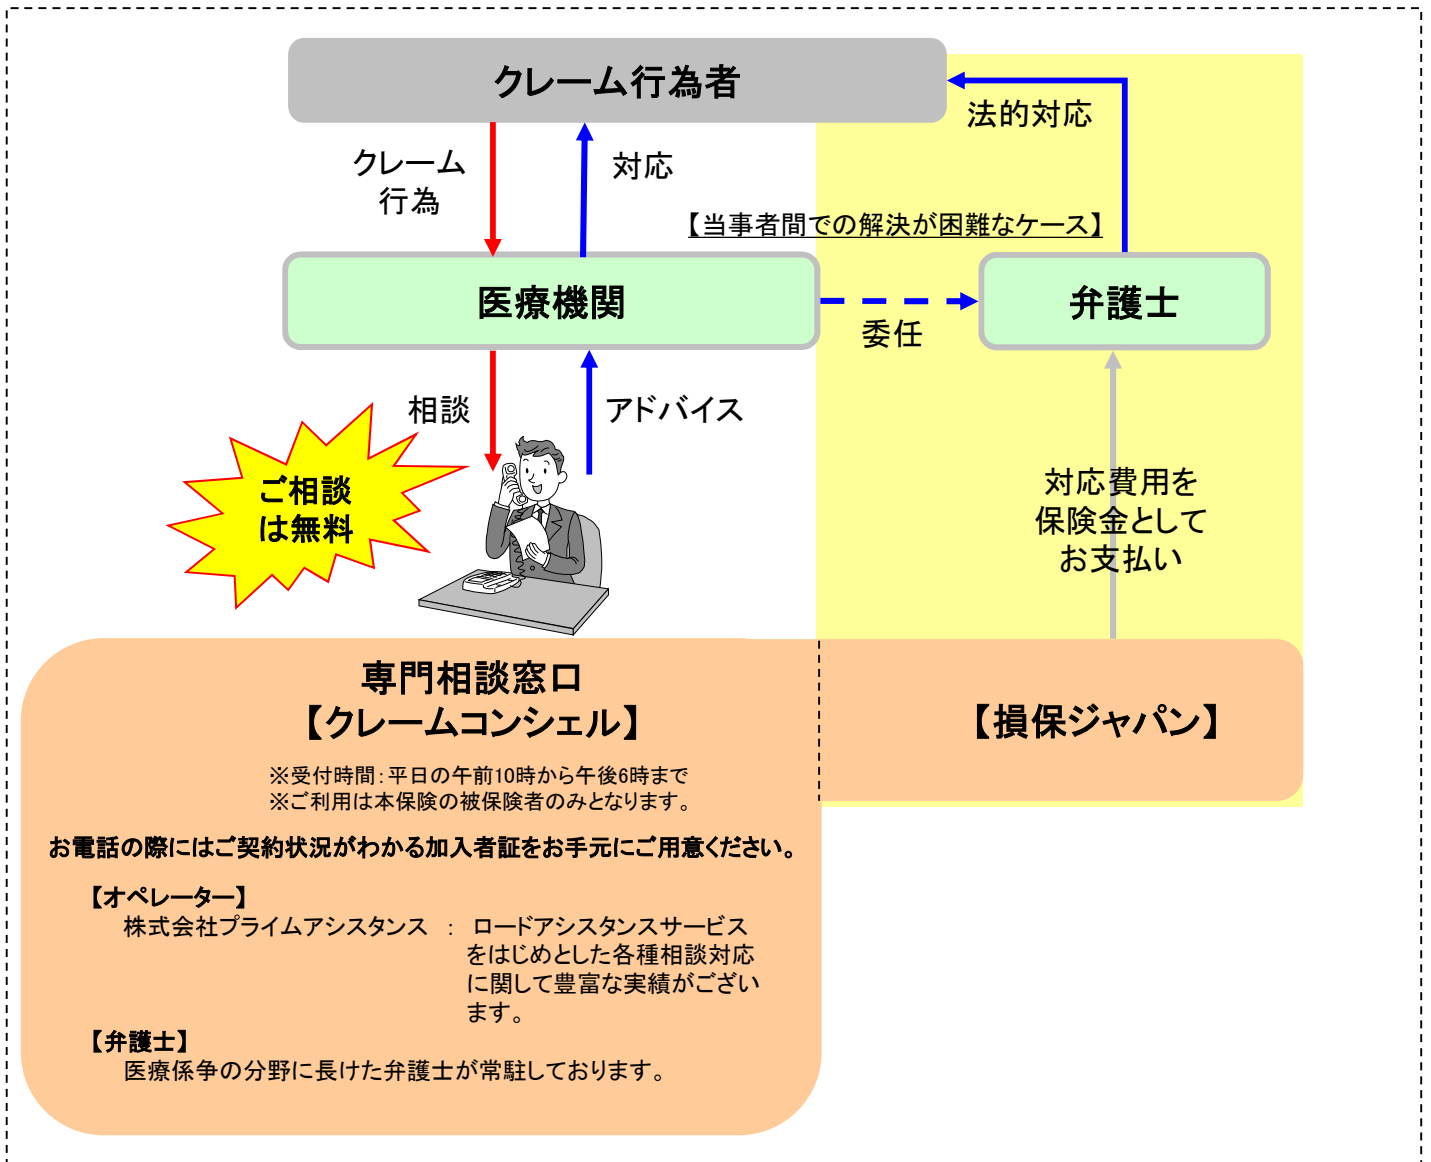 クレーム行為者
法的対応
クレーム
行為
対応
【当事者間での解決が困難なケース】
医療機関
弁護士
委任
相談
アドバイス
ご相談
は無料
対応費用を
保険金として
お支払い
専門相談窓口
【クレームコンシェル】
【損保ジャパン】
※受付時間：平日の午前10時から午後6時まで
※ご利用は本保険の被保険者のみとなります。
お電話の際にはご契約状況がわかる加入者証をお手元にご用意ください。
【オペレーター】
株式会社プライムアシスタンス ： ロードアシスタンスサービス
をはじめとした各種相談対応
に関して豊富な実績がござい
ます。
【弁護士】
医療係争の分野に長けた弁護士が常駐しております。